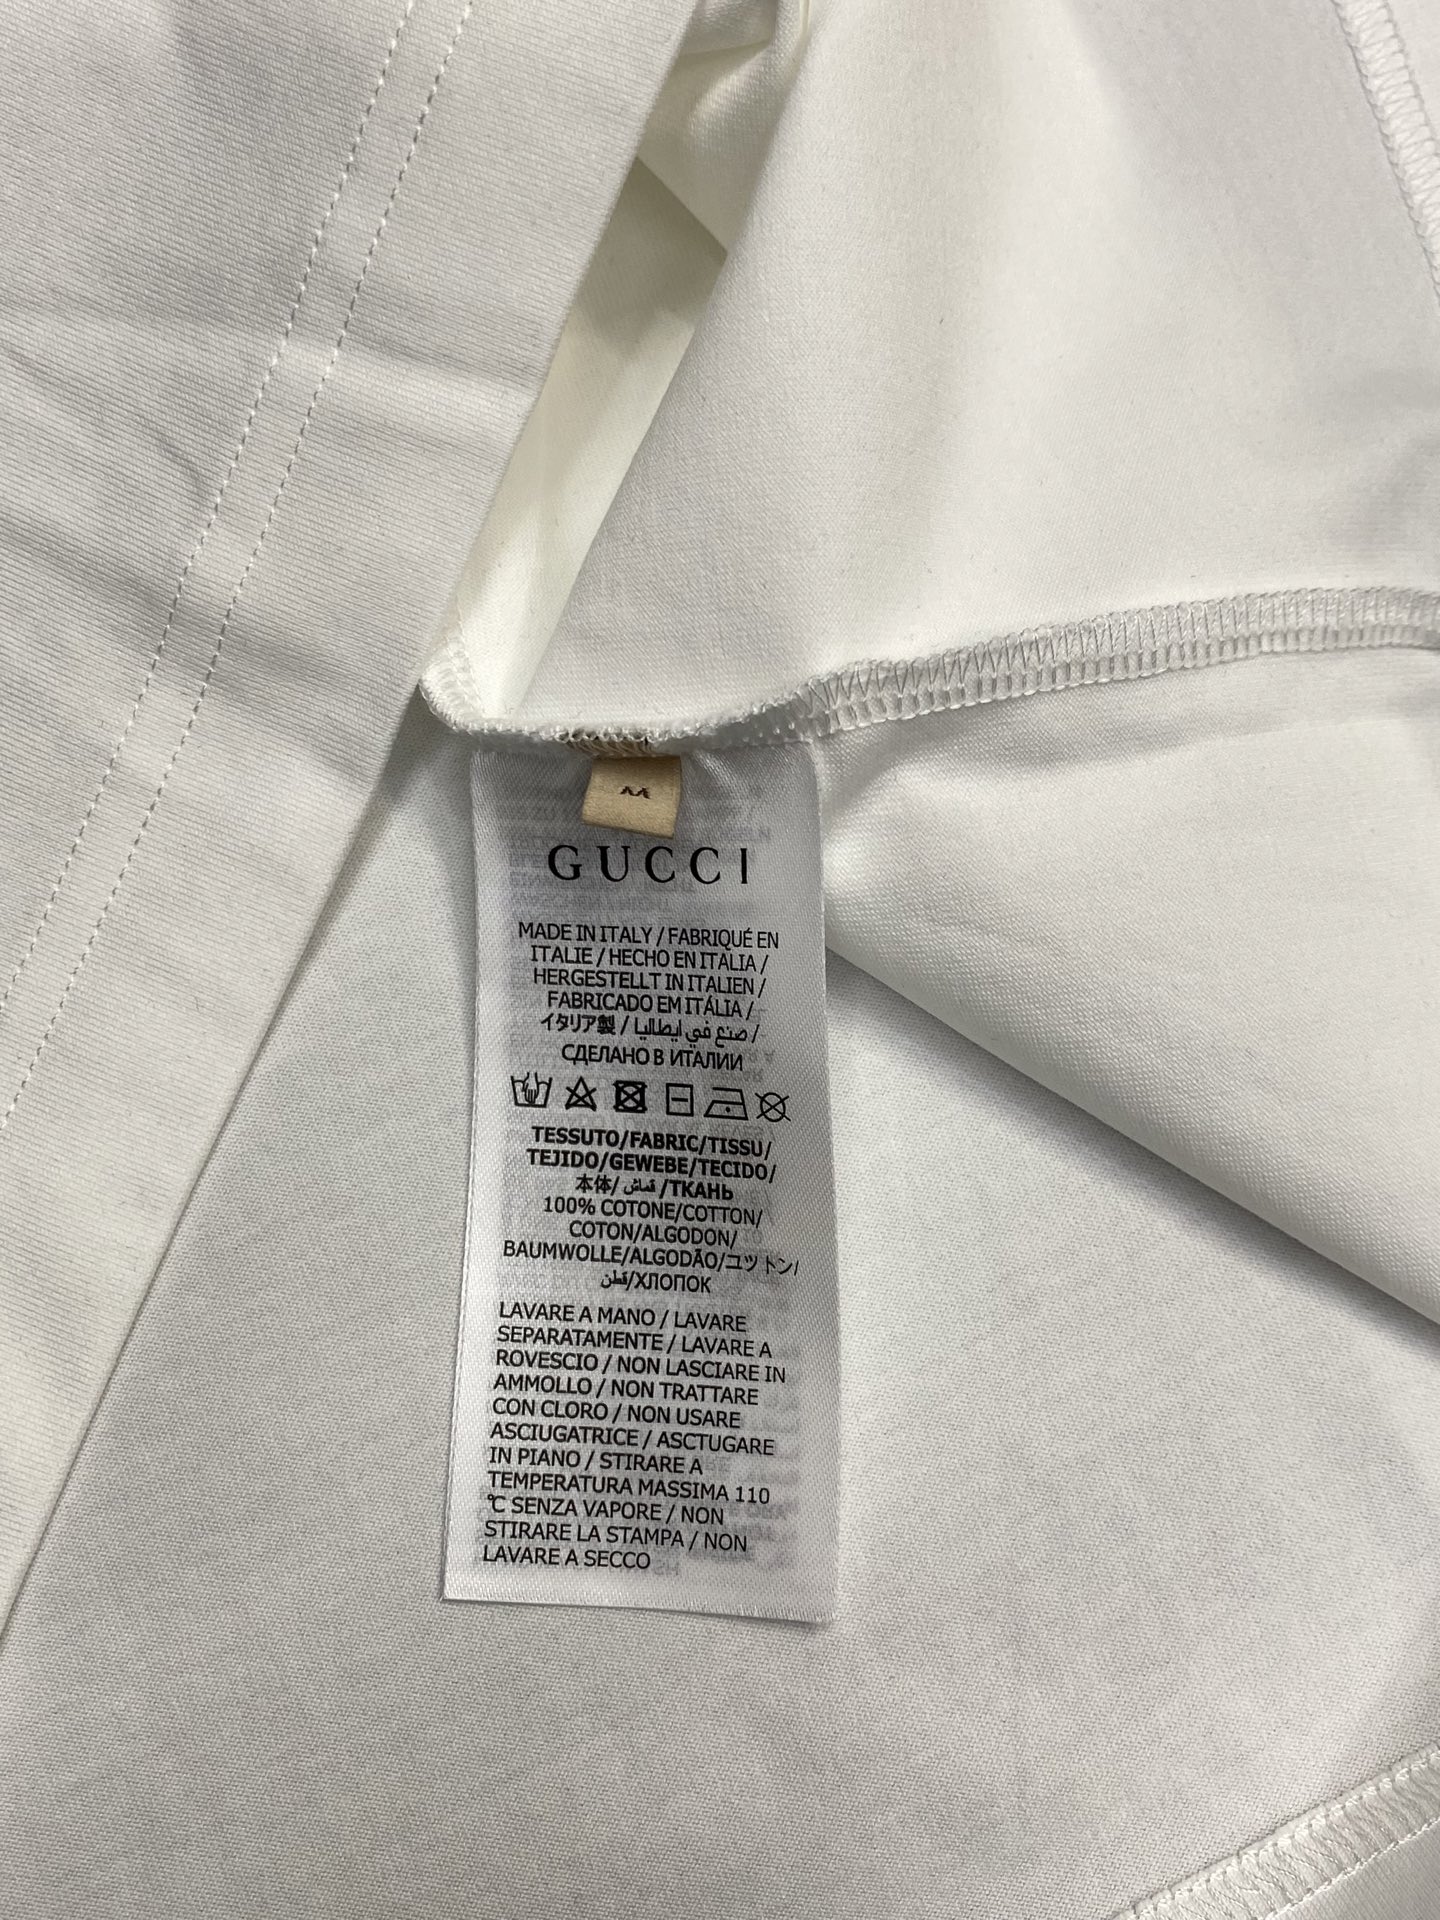 M
GUCCI
MADE IN ITALY / FABRIQUÉ EN
ITALIE / HECHO EN ITALIA /
HERGESTELLT IN ITALIEN /
FABRICADO EM ITÁLIA /
イタリア製 / صنع في ايطاليا /
СДЕЛАНО В ИТАЛИИ
TESSUTO/FABRIC/TISSU/
TEJIDO/GEWEBE/TECIDO/
本体/ قماش /ТКАНЬ
100% COTONE/COTTON/
COTON/ALGODON/
BAUMWOLLE/ALGODÃO/ユットン/
قطن/ХЛОПОК
LAVARE A MANO / LAVARE
SEPARATAMENTE / LAVARE A
ROVESCIO / NON LASCIARE IN
AMMOLLO / NON TRATTARE
CON CLORO / NON USARE
ASCIUGATRICE / ASCTUGARE
IN PIANO / STIRARE A
TEMPERATURA MASSIMA 110
℃ SENZA VAPORE / NON
STIRARE LA STAMPA / NON
LAVARE A SECCO